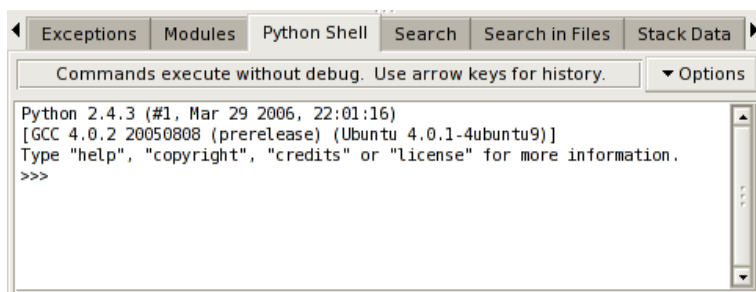 Exceptions Modules Python Shell Search Search in Files Stack Data
Commands execute without debug. Use arrow keys for history. Options
Python 2.4.3 (#1, Mar 29 2006, 22:01:16)
[GCC 4.0.2 20050808 (prerelease) (Ubuntu 4.0.1-4ubuntu9)]
Type "help", "copyright", "credits" or "license" for more information.
>>>